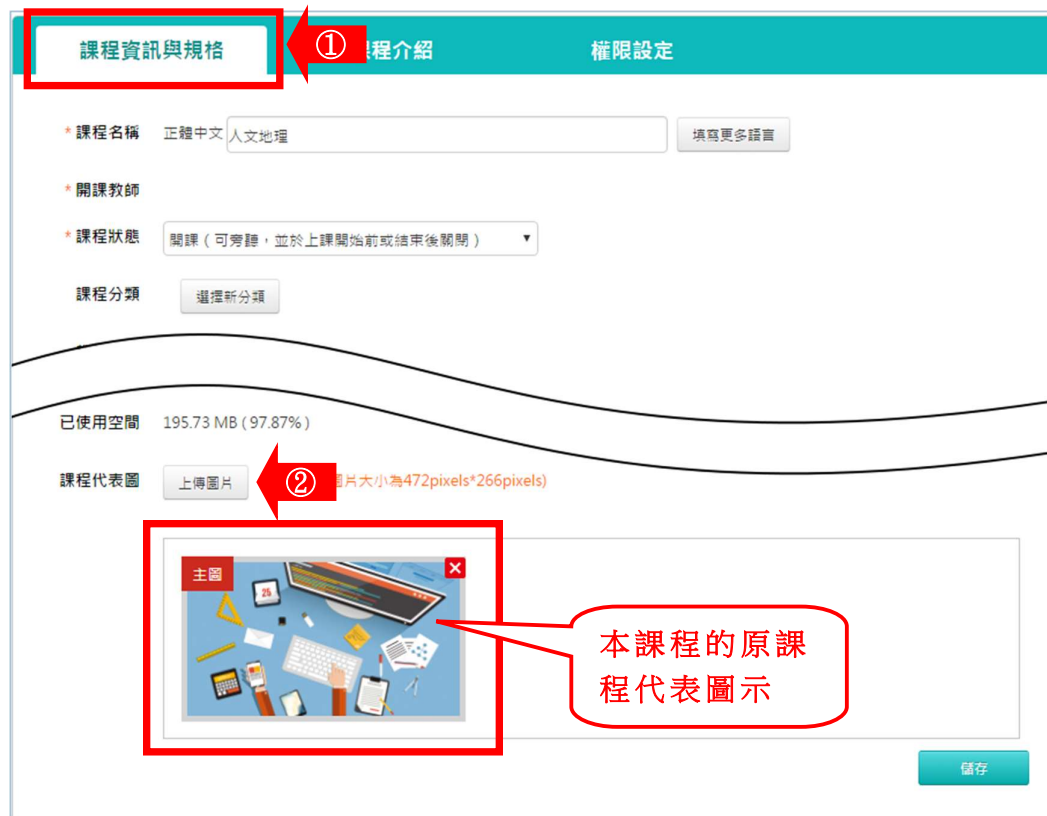 課程資訊與規格 ① 程介紹 權限設定
* 課程名稱 正體中文 人文地理 填寫更多語言
* 開課教師
* 課程狀態 開課(可旁聽,並於上課開始前或結束後關閉) ▼
課程分類 選擇新分類
已使用空間 195.73 MB ( 97.87% )
課程代表圖 上傳圖片 ② 圖片大小為472pixels*266pixels)
主圖
25
本課程的原課
程代表圖示
儲存